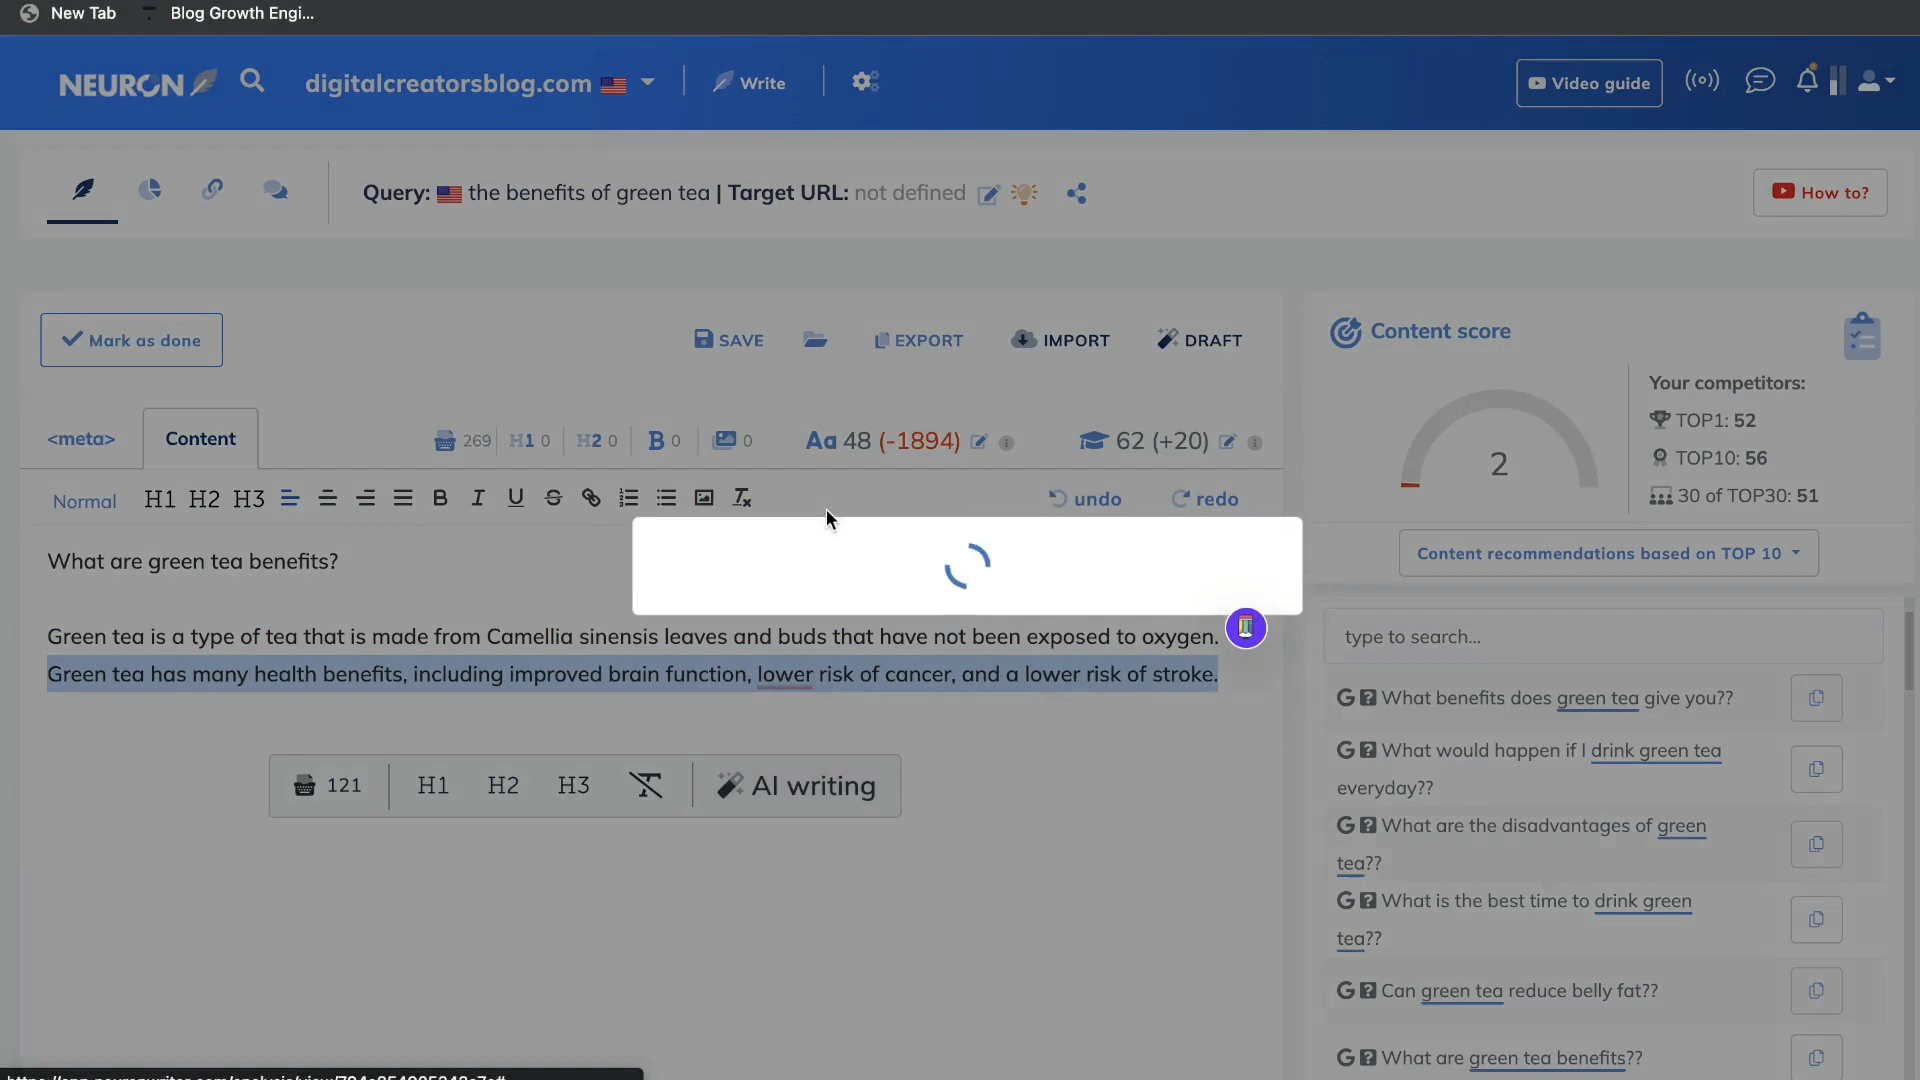 New Tab
Blog Growth Engi...
NEURON
digitalcreatorsblog.com
Write
Video guide
Query: the benefits of green tea | Target URL: not defined
How to?
Mark as done
SAVE
EXPORT
IMPORT
DRAFT
Content score
Your competitors:
TOP1: 52
TOP10: 56
30 of TOP30: 51
2
<meta>
Content
269
H1 0
H2 0
B 0
0
Aa 48 (-1894)
62 (+20)
Normal
H1 H2 H3
B I U S
undo
redo
Content recommendations based on TOP 10
What are green tea benefits?
Green tea is a type of tea that is made from Camellia sinensis leaves and buds that have not been exposed to oxygen.
Green tea has many health benefits, including improved brain function, lower risk of cancer, and a lower risk of stroke.
121
H1
H2
H3
AI writing
type to search...
G ? What benefits does green tea give you??
G ? What would happen if I drink green tea
everyday??
G ? What are the disadvantages of green
tea??
G ? What is the best time to drink green
tea??
G ? Can green tea reduce belly fat??
G ? What are green tea benefits??